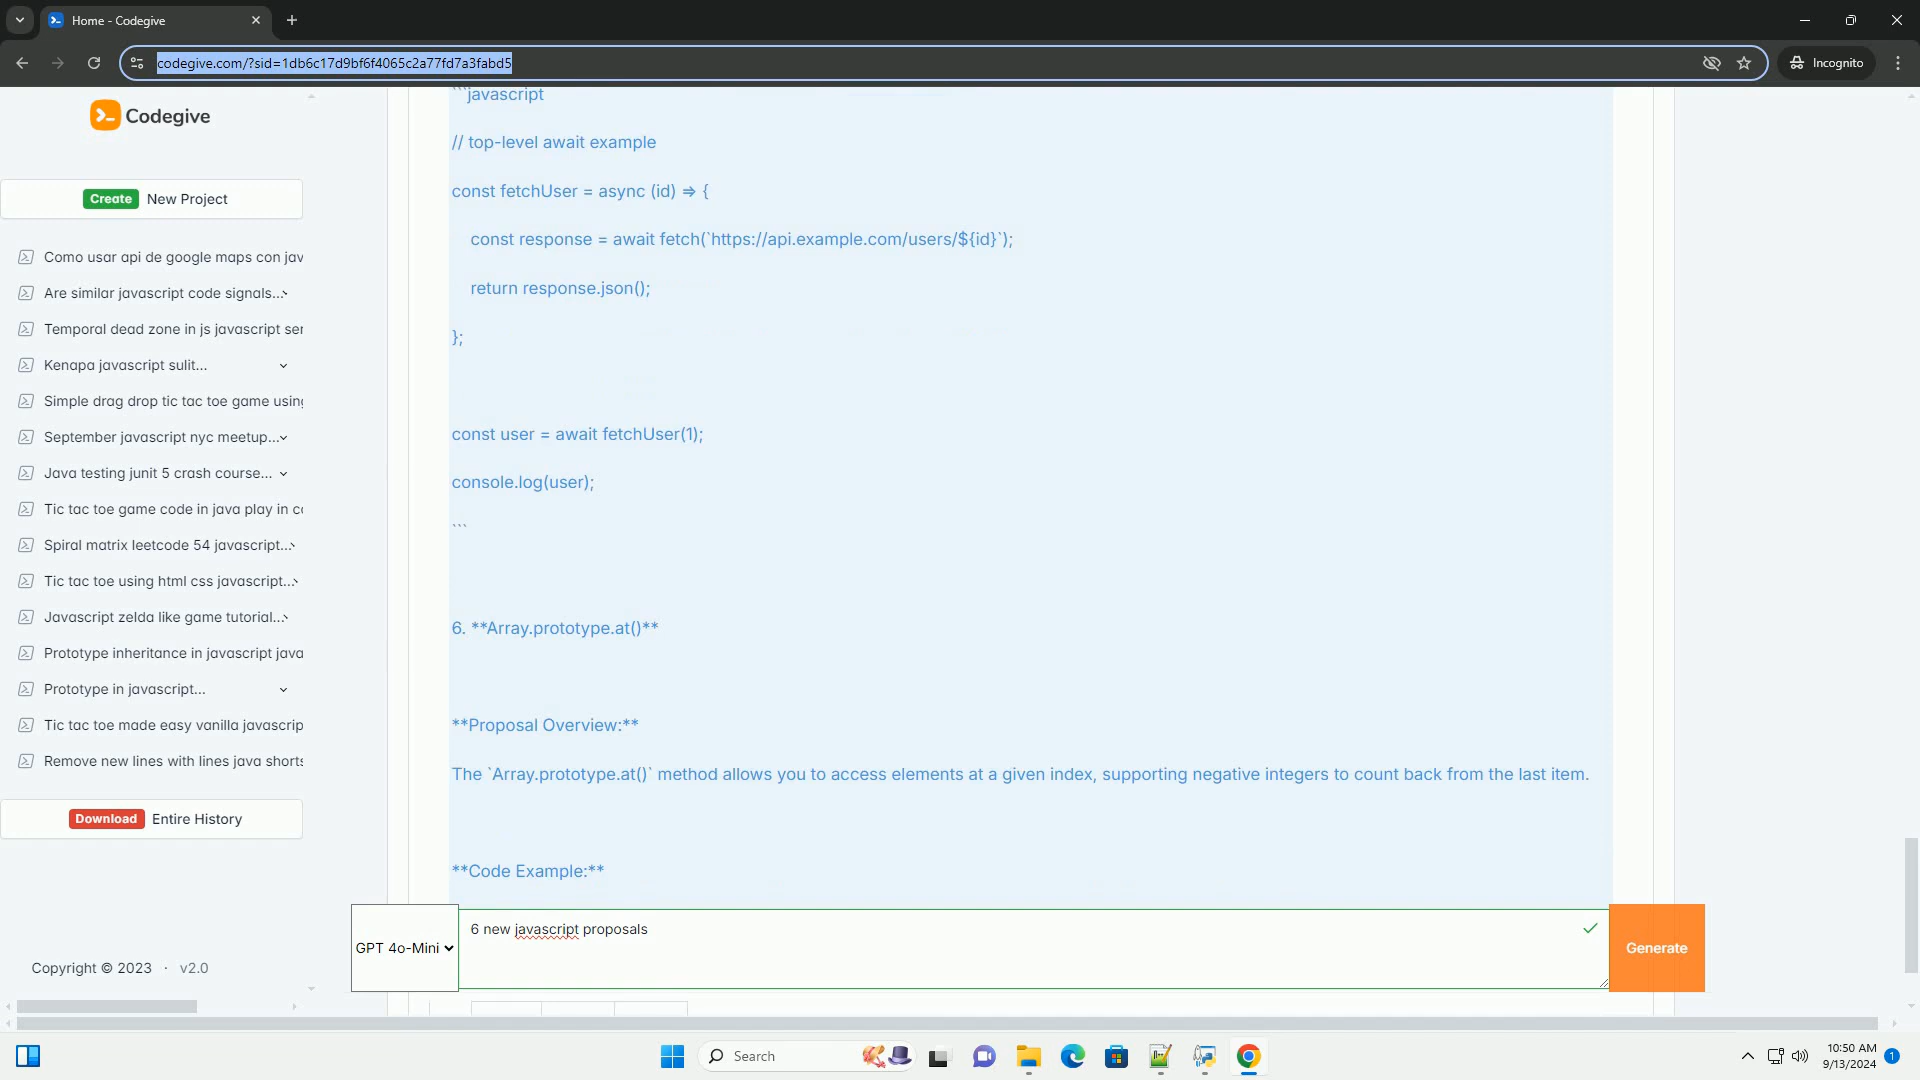 Home - Codegive
codegive.com/?sid=1db6c17d9bf6f4065c2a77fd7a3fabd5
Incognito
Codegive
Create New Project
Como usar api de google maps con jav
Are similar javascript code signals...
Temporal dead zone in js javascript ser
Kenapa javascript sulit...
Simple drag drop tic tac toe game using
September javascript nyc meetup...
Java testing junit 5 crash course...
Tic tac toe game code in java play in co
Spiral matrix leetcode 54 javascript...
Tic tac toe using html css javascript...
Javascript zelda like game tutorial...
Prototype inheritance in javascript java
Prototype in javascript...
Tic tac toe made easy vanilla javascrip
Remove new lines with lines java shorts
Download Entire History
Copyright © 2023 · v2.0
```javascript
// top-level await example
const fetchUser = async (id) => {
const response = await fetch(`https://api.example.com/users/${id}`);
return response.json();
};
const user = await fetchUser(1);
console.log(user);
```
6. **Array.prototype.at()**
**Proposal Overview:**
The `Array.prototype.at()` method allows you to access elements at a given index, supporting negative integers to count back from the last item.
**Code Example:**
GPT 4o-Mini
6 new javascript proposals
Generate
Search
10:50 AM
9/13/2024
1